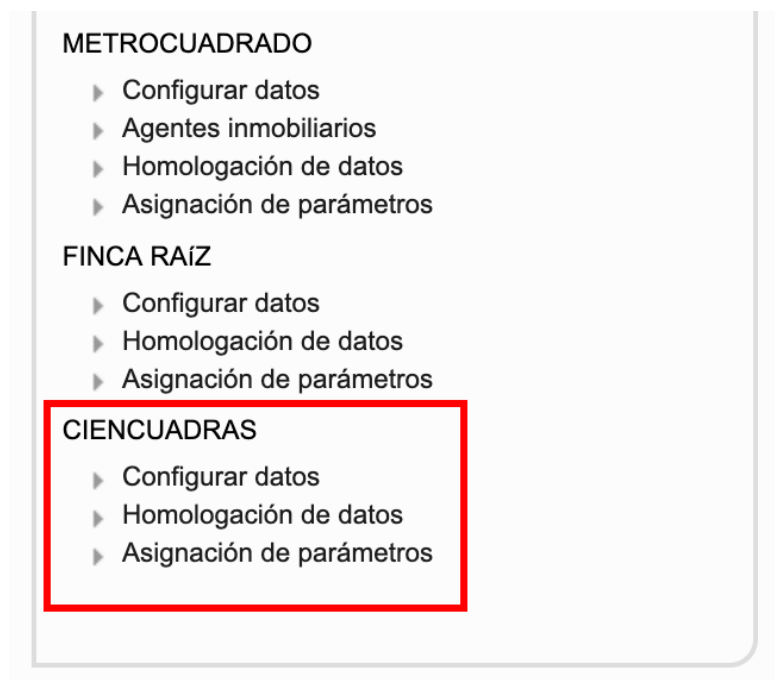 METROCUADRADO
Configurar datos
Agentes inmobiliarios
Homologación de datos
Asignación de parámetros
FINCA RAíZ
Configurar datos
Homologación de datos
Asignación de parámetros
CIENCUADRAS
Configurar datos
Homologación de datos
Asignación de parámetros